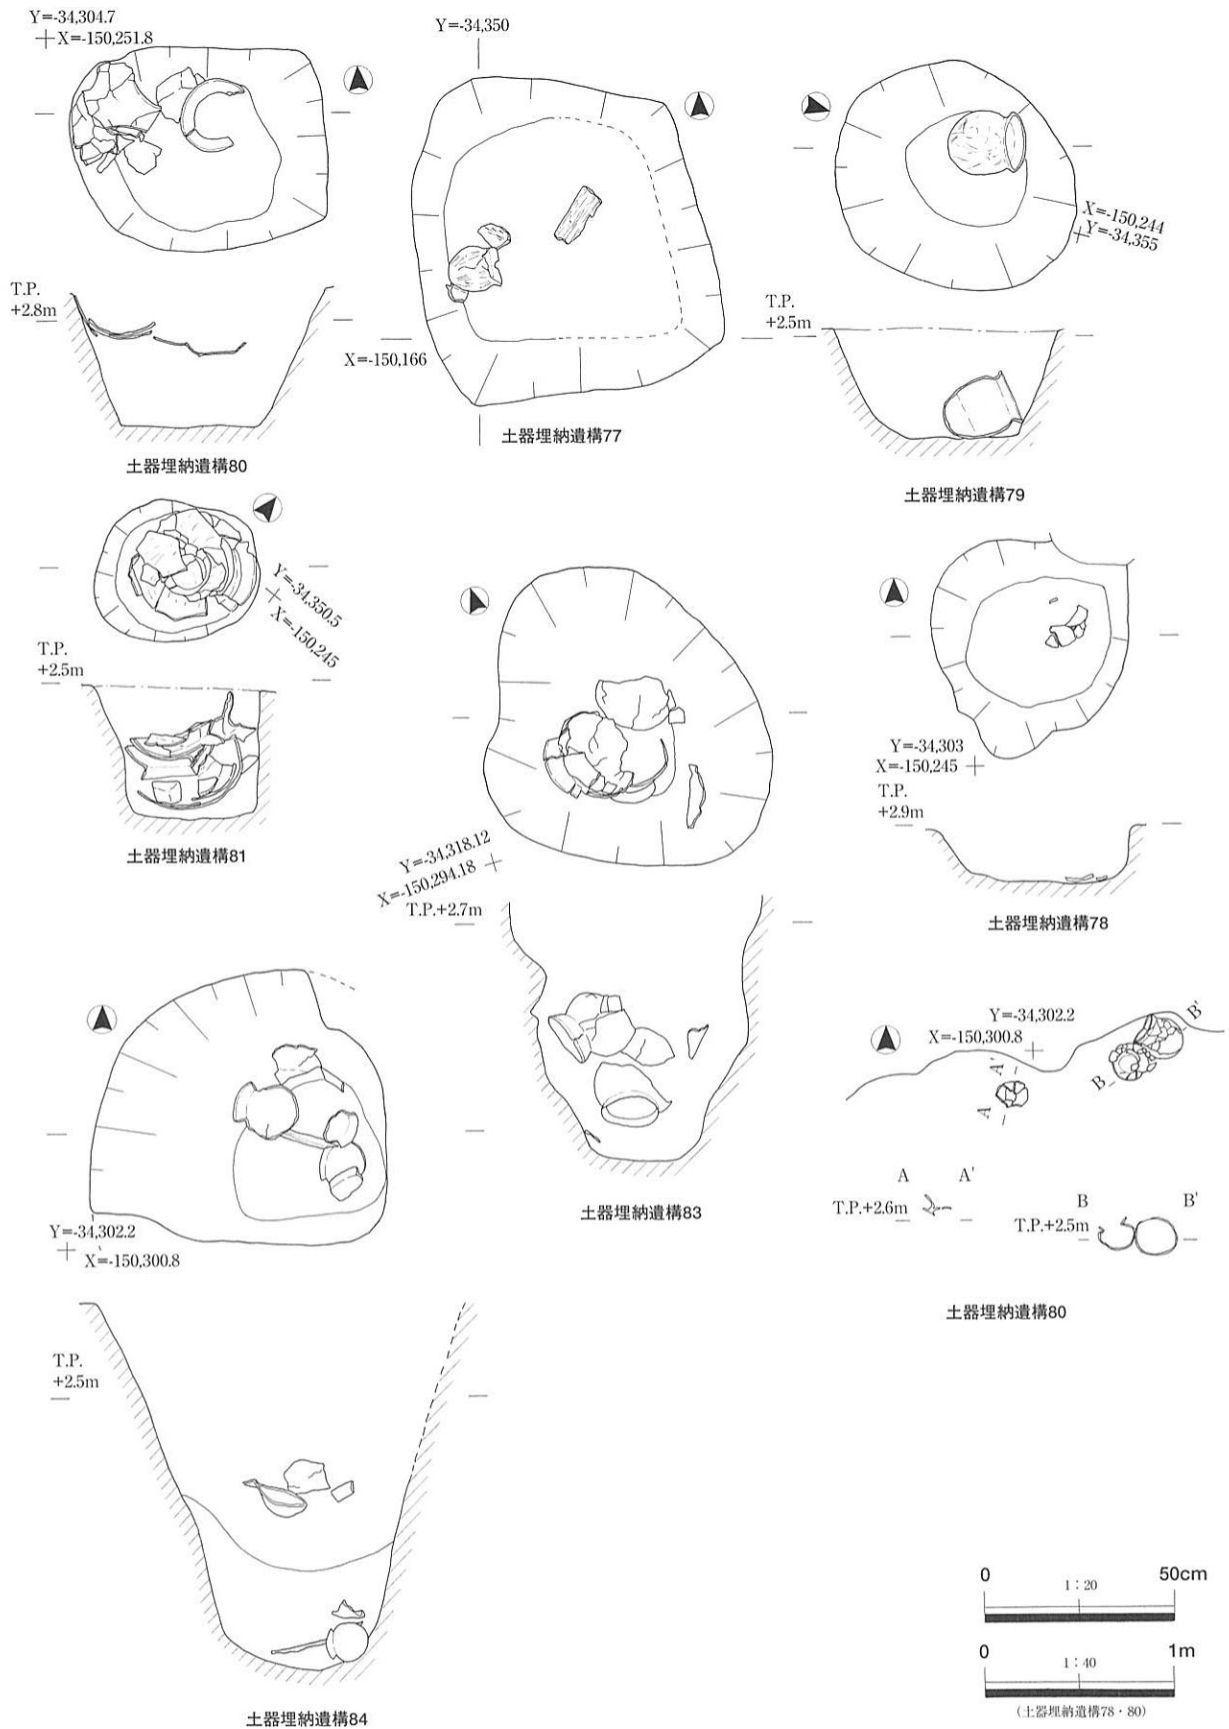 Y=-34,304.7
X=-150,251.8
T.P.
+2.8m
土器埋納遺構80
Y=-34,350
X=-150,166
土器埋納遺構77
X=-150,244
Y=-34,355
T.P.
+2.5m
土器埋納遺構79
Y=-34,350.5
X=-150,245
T.P.
+2.5m
土器埋納遺構81
Y=-34,318.12
X=-150,294.18
T.P.+2.7m
土器埋納遺構83
Y=-34,303
X=-150,245
T.P.
+2.9m
土器埋納遺構78
Y=-34,302.2
X=-150,300.8
T.P.
+2.5m
土器埋納遺構84
Y=-34,302.2
X=-150,300.8
A'
A
B'
B
A A'
T.P.+2.6m
B B'
T.P.+2.5m
土器埋納遺構80
0 50cm
1:20
0 1m
1:40
(土器埋納遺構78・80)